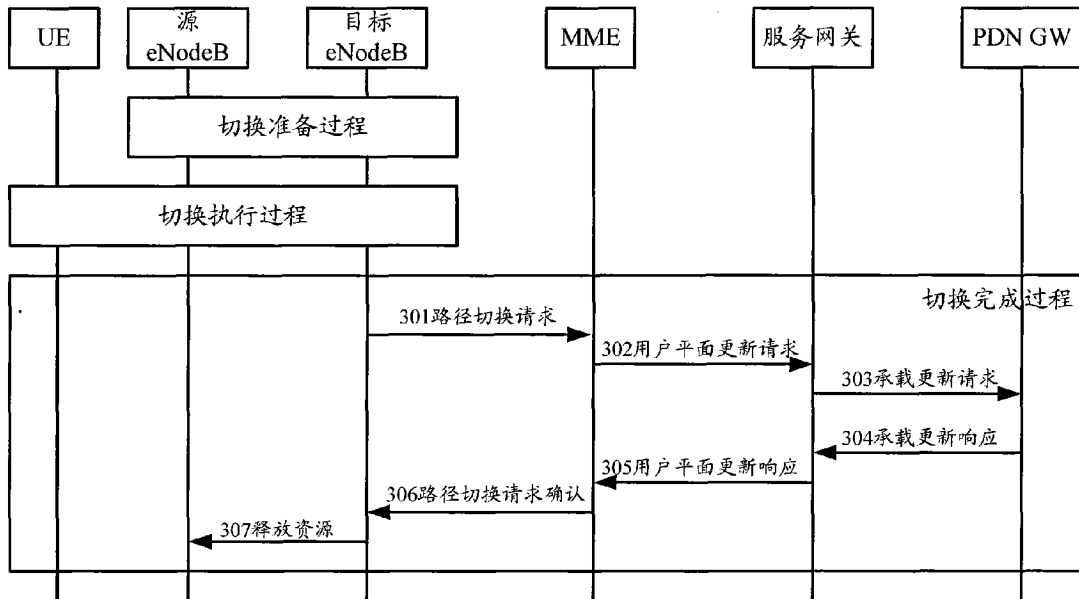 UE
源
eNodeB
目标
eNodeB
MME
服务网关
PDN GW
切换准备过程
切换执行过程
切换完成过程
301路径切换请求
302用户平面更新请求
303承载更新请求
304承载更新响应
305用户平面更新响应
306路径切换请求确认
307释放资源